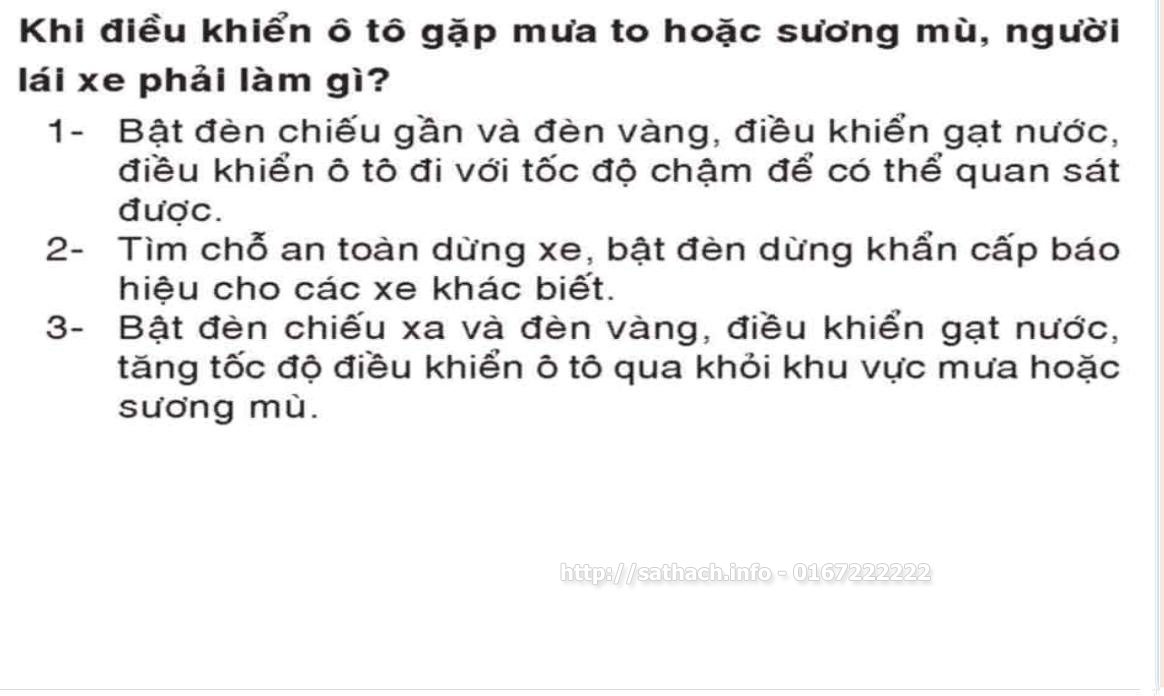 Khi điều khiển ô tô gặp mưa to hoặc sương mù, người
lái xe phải làm gì?
1- Bật đèn chiếu gần và đèn vàng, điều khiển gạt nước,
điều khiển ô tô đi với tốc độ chậm để có thể quan sát
được.
2- Tìm chỗ an toàn dừng xe, bật đèn dừng khẩn cấp báo
hiệu cho các xe khác biết.
3- Bật đèn chiếu xa và đèn vàng, điều khiển gạt nước,
tăng tốc độ điều khiển ô tô qua khỏi khu vực mưa hoặc
sương mù.
http://sathach.info - 0167222222